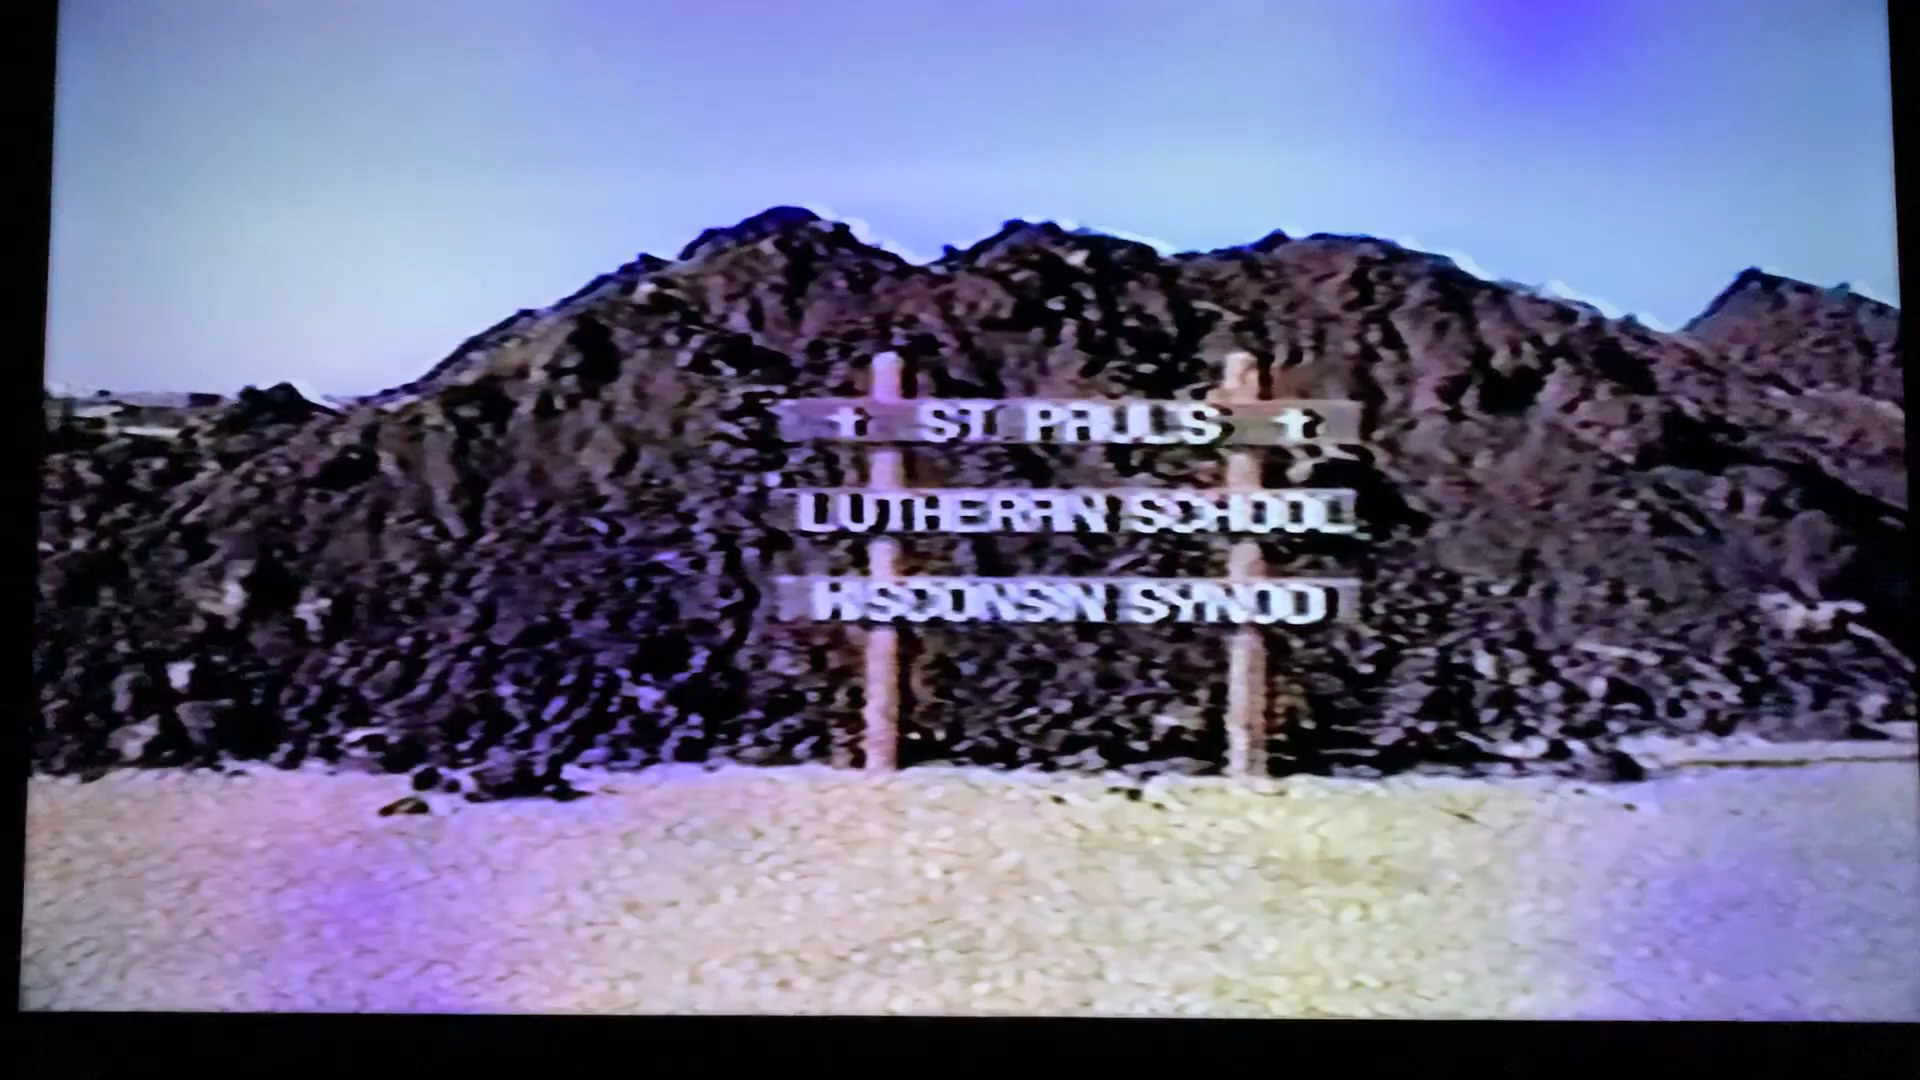 ✝ ST. PAUL'S ✝
LUTHERAN SCHOOL
WISCONSIN SYNOD